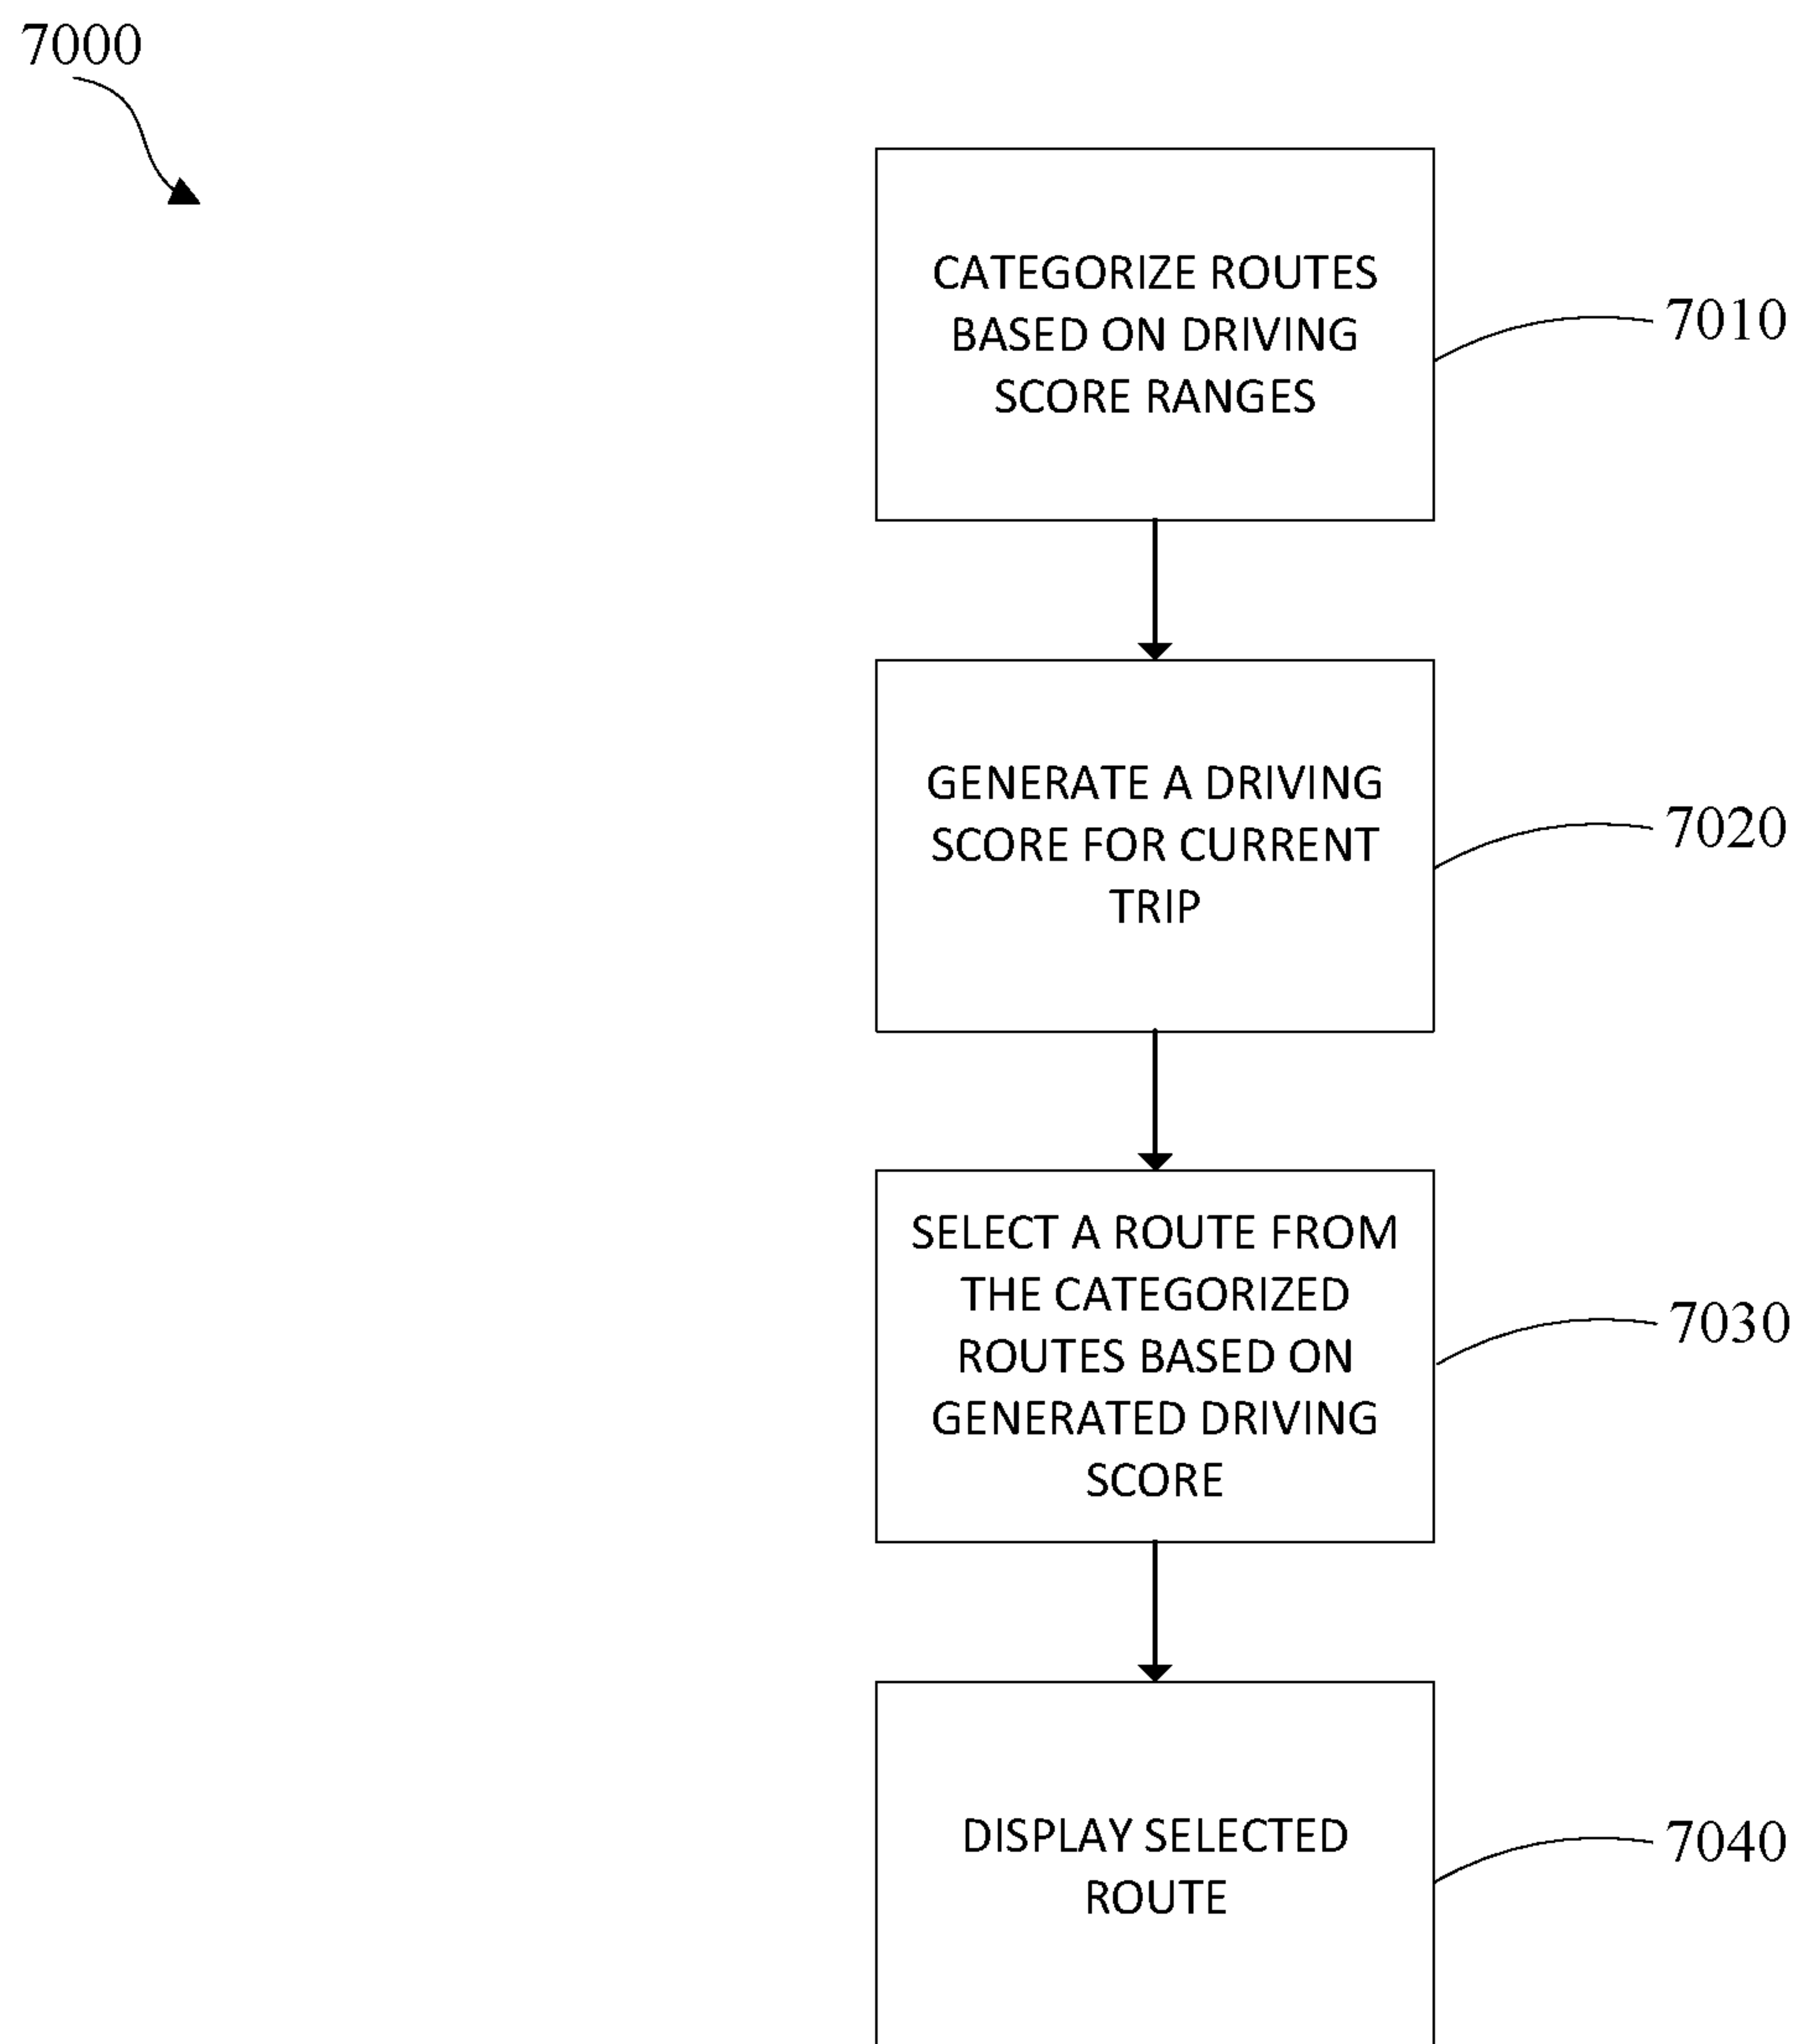 7000
CATEGORIZE ROUTES
BASED ON DRIVING
SCORE RANGES
7010
GENERATE A DRIVING
SCORE FOR CURRENT
TRIP
7020
SELECT A ROUTE FROM
THE CATEGORIZED
ROUTES BASED ON
GENERATED DRIVING
SCORE
7030
DISPLAY SELECTED
ROUTE
7040